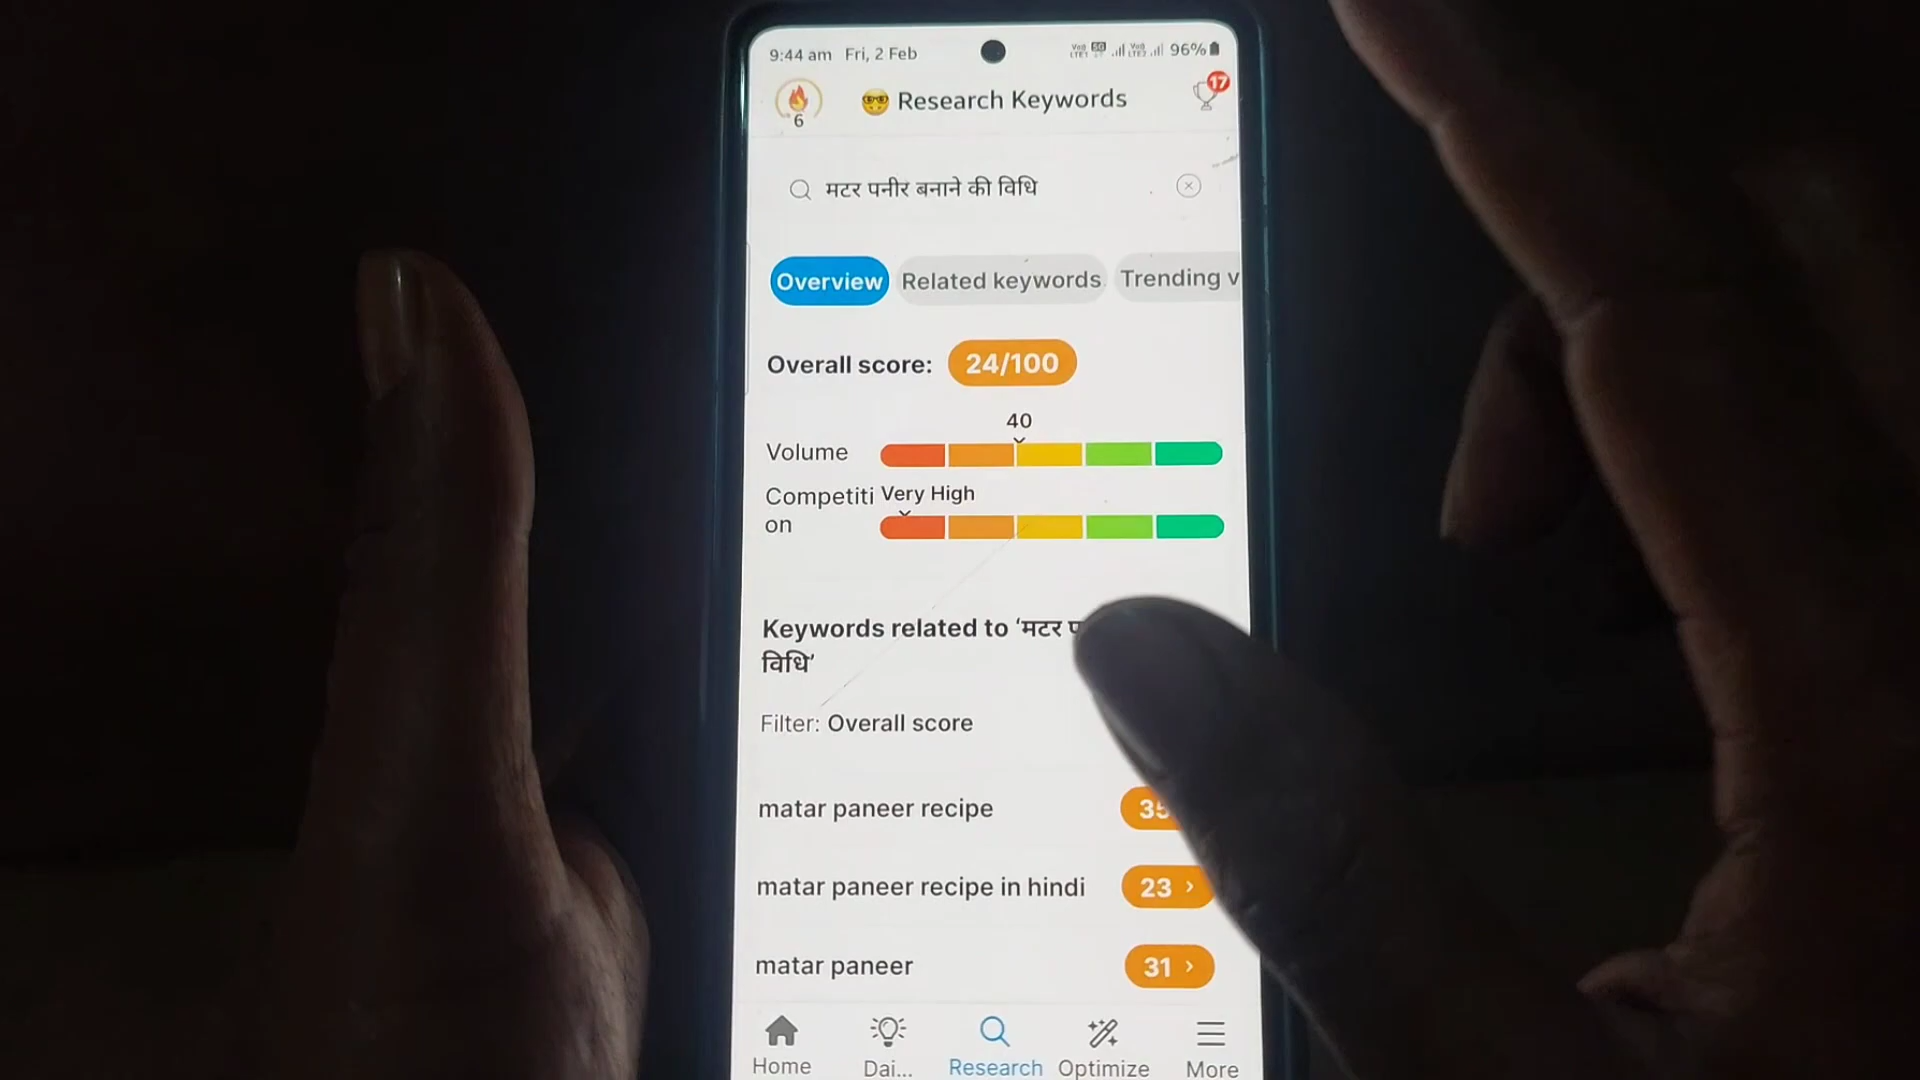 9:44 am Fri, 2 Feb
96%
17
6
Research Keywords
मटर पनीर बनाने की विधि
Overview Related keywords Trending v
Overall score: 24/100
40
Volume
Competiti Very High
on
Keywords related to ‘मटर
विधि’
Filter: Overall score
matar paneer recipe 35
matar paneer recipe in hindi 23 ›
matar paneer 31 ›
Home Dai... Research Optimize More